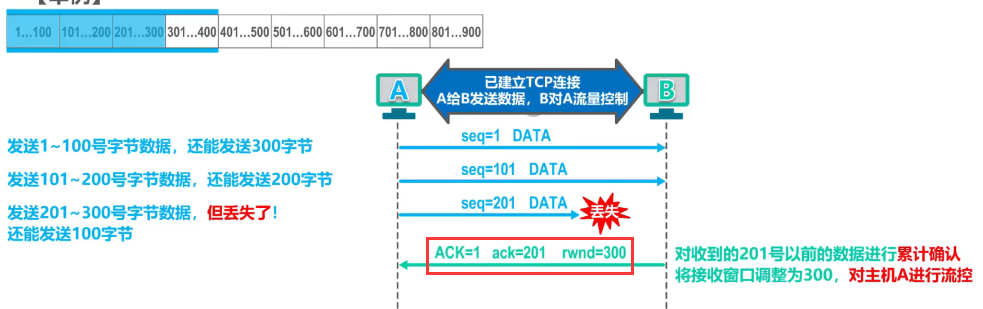 【举例】
1...100 101...200 201...300 301...400 401...500 501...600 601...700 701...800 801...900
已建立TCP连接
A给B发送数据，B对A流量控制
A
B
seq=1 DATA
发送1~100号字节数据，还能发送300字节
seq=101 DATA
发送101~200号字节数据，还能发送200字节
seq=201 DATA
丢失
发送201~300号字节数据，但丢失了！
还能发送100字节
ACK=1 ack=201 rwnd=300
对收到的201号以前的数据进行累计确认
将接收窗口调整为300，对主机A进行流控